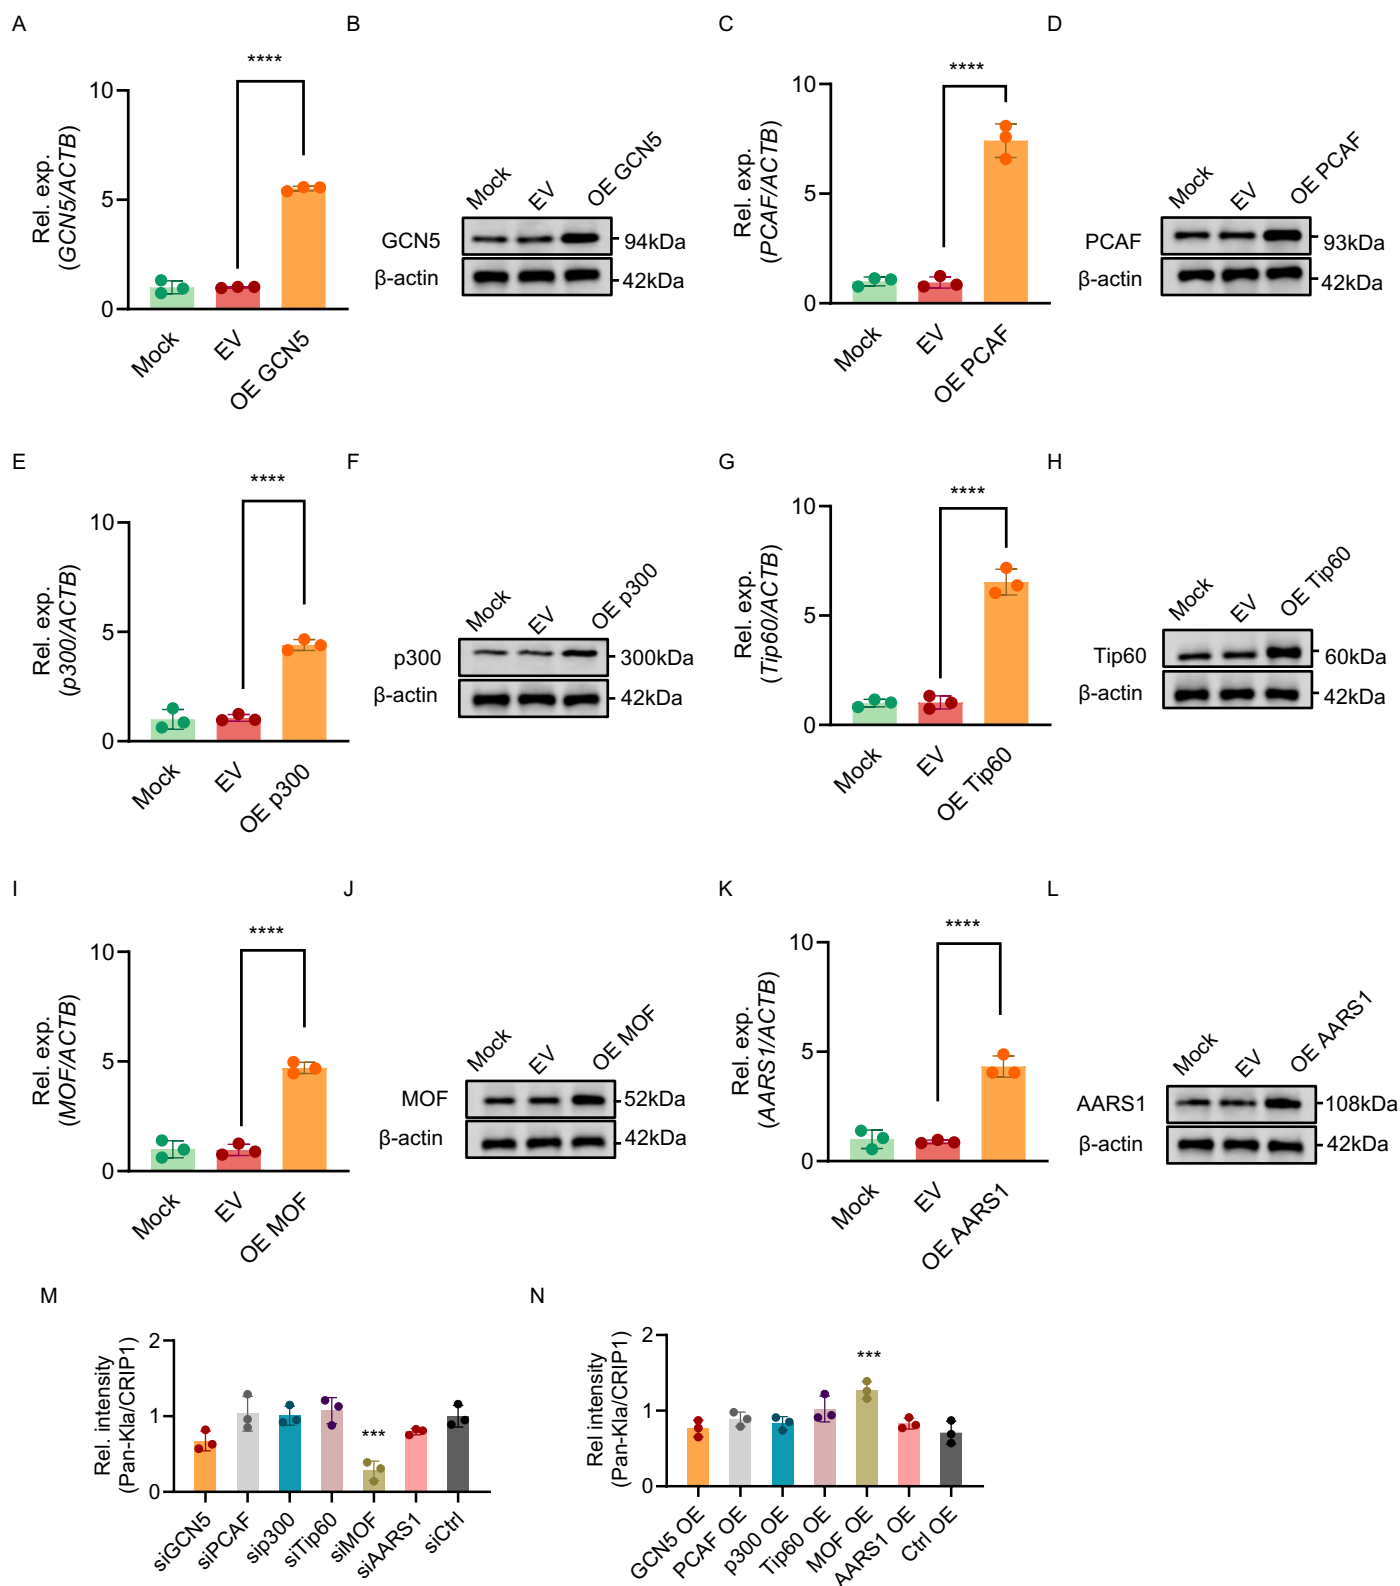 A
B
C
D
****
10
5
0
Rel. exp.
(GCN5/ACTB)
Mock
EV
OE GCN5
Mock
EV
OE GCN5
GCN5
94kDa
β-actin
42kDa
****
10
5
0
Rel. exp.
(PCAF/ACTB)
Mock
EV
OE PCAF
Mock
EV
OE PCAF
PCAF
93kDa
β-actin
42kDa
E
F
G
H
****
10
5
0
Rel. exp.
(p300/ACTB)
Mock
EV
OE p300
Mock
EV
OE p300
p300
300kDa
β-actin
42kDa
****
10
5
0
Rel. exp.
(Tip60/ACTB)
Mock
EV
OE Tip60
Mock
EV
OE Tip60
Tip60
60kDa
β-actin
42kDa
I
J
K
L
****
10
5
0
Rel. exp.
(MOF/ACTB)
Mock
EV
OE MOF
Mock
EV
OE MOF
MOF
52kDa
β-actin
42kDa
****
10
5
0
Rel. exp.
(AARS1/ACTB)
Mock
EV
OE AARS1
Mock
EV
OE AARS1
AARS1
108kDa
β-actin
42kDa
M
N
2
1
0
Rel. intensity
(Pan-Kla/CRIP1)
***
siGCN5
siPCAF
sip300
siTip60
siMOF
siAARS1
siCtrl
2
1
0
Rel intensity
(Pan-Kla/CRIP1)
***
GCN5 OE
PCAF OE
p300 OE
Tip60 OE
MOF OE
AARS1 OE
Ctrl OE